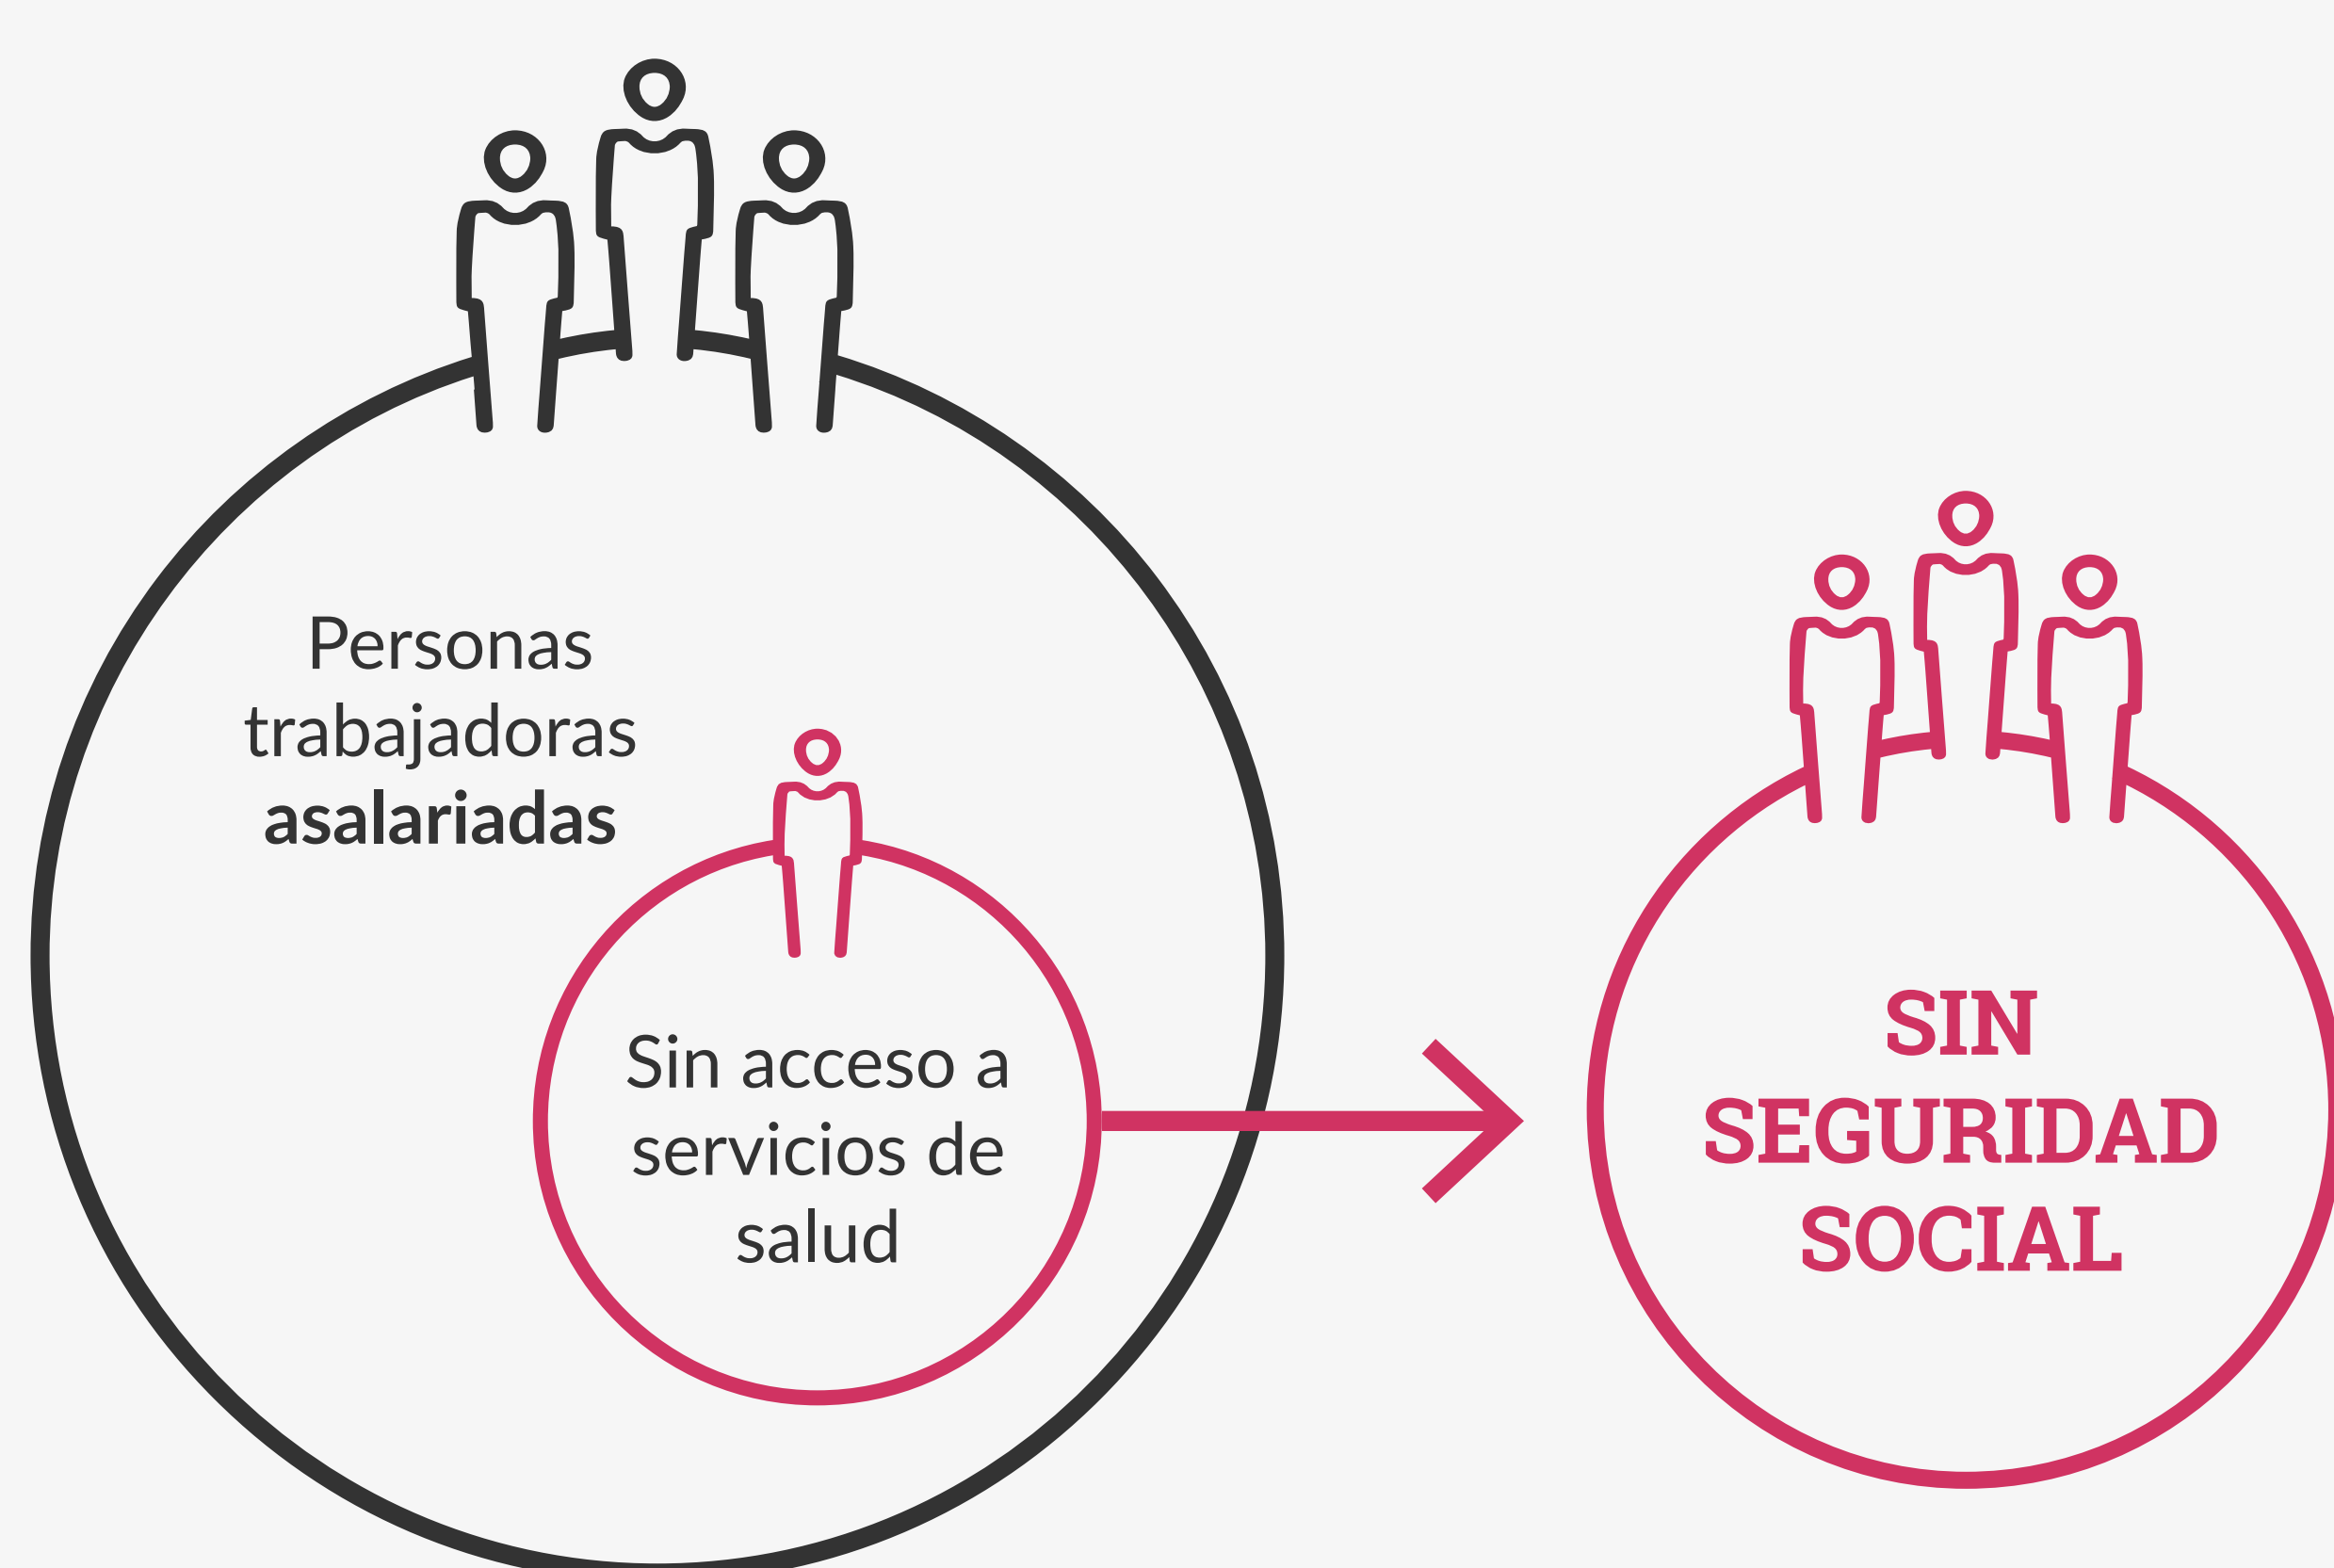 Personas
trabajadoras
asalariadas
Sin acceso a
servicios de
salud
SIN
SEGURIDAD
SOCIAL